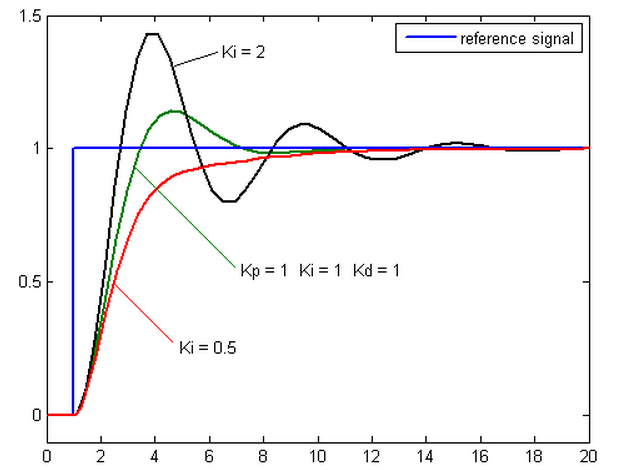 1.5
reference signal
Ki = 2
1
Kp = 1 Ki = 1 Kd = 1
0.5
Ki = 0.5
0
0 2 4 6 8 10 12 14 16 18 20